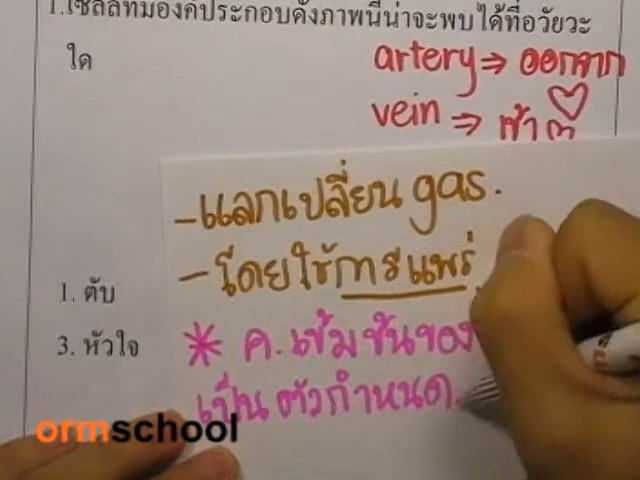 1.เซลล์ที่มีองค์ประกอบดังภาพนี้น่าจะพบได้ที่อวัยวะ
ใด
artery ⇒ ออกจาก
vein ⇒ เข้า ♡
- แลกเปลี่ยน gas.
- โดยใช้การแพร่
1. ตับ
3. หัวใจ
* ค. เข้มข้นของ
เป็นตัวกำหนด.
ormschool